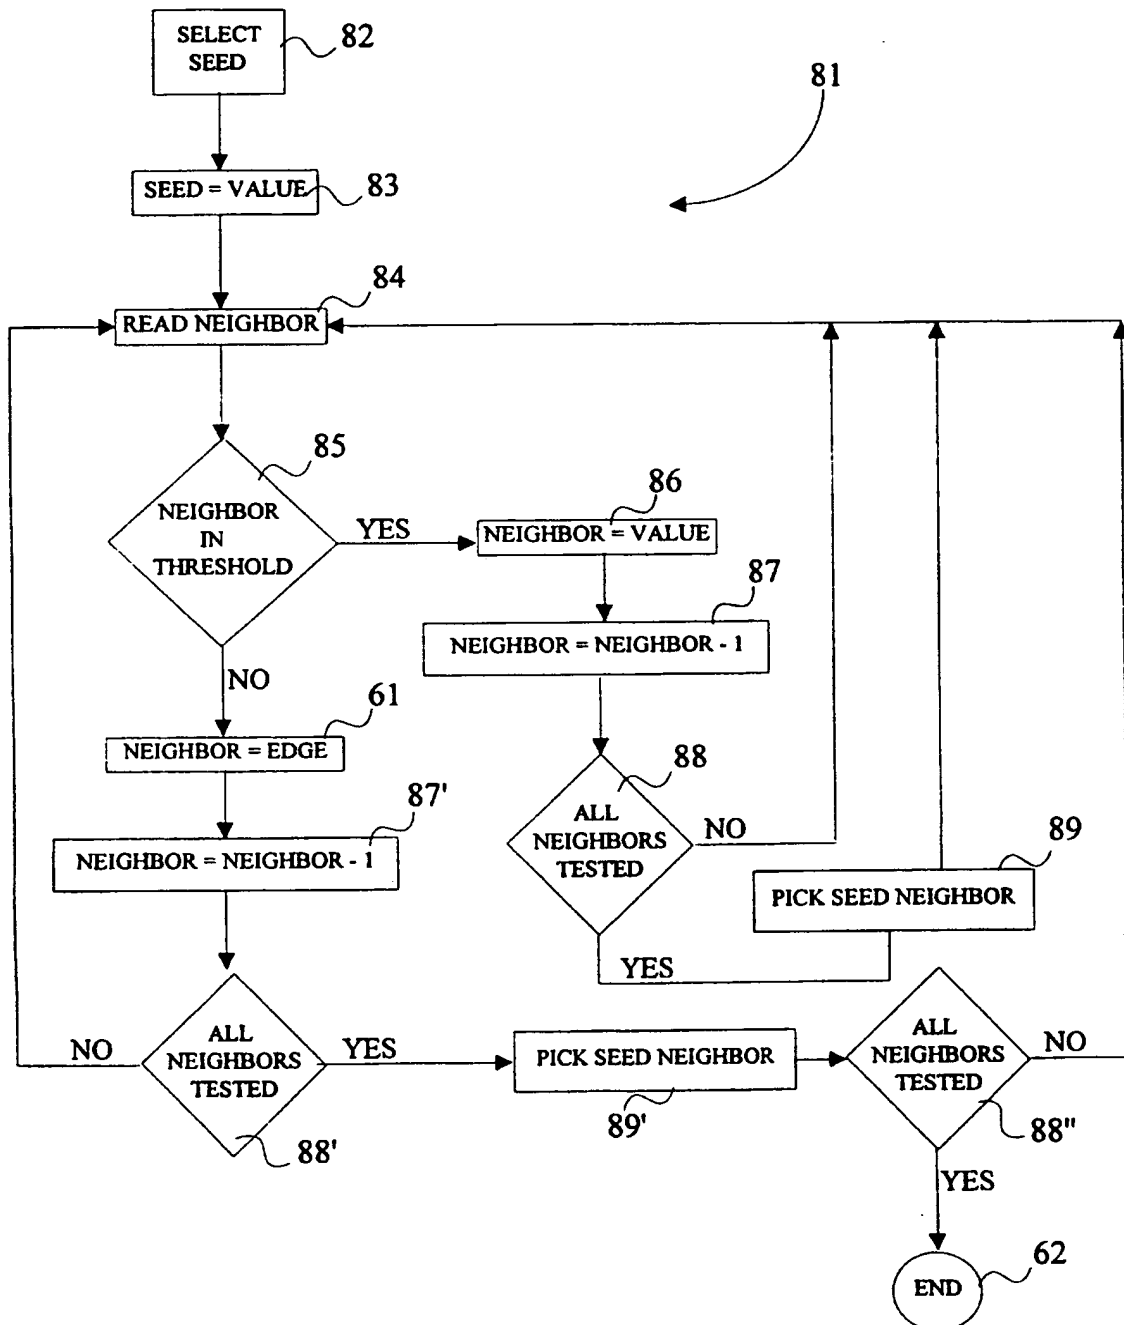 SELECT
SEED
82
81
SEED = VALUE
83
84
READ NEIGHBOR
85
NEIGHBOR
IN
THRESHOLD
YES
86
NEIGHBOR = VALUE
87
NEIGHBOR = NEIGHBOR - 1
NO
61
NEIGHBOR = EDGE
88
ALL
NEIGHBORS
TESTED
NO
87'
NEIGHBOR = NEIGHBOR - 1
89
PICK SEED NEIGHBOR
YES
NO
ALL
NEIGHBORS
TESTED
YES
88'
PICK SEED NEIGHBOR
89'
ALL
NEIGHBORS
TESTED
NO
88"
YES
62
END